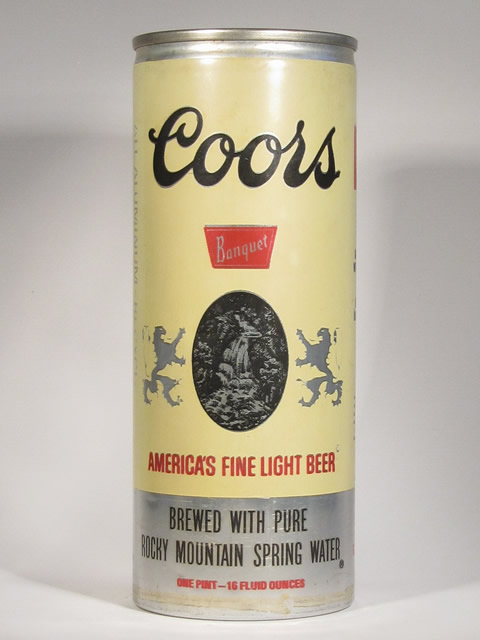 Coors
Banquet
AMERICA'S FINE LIGHT BEER
BREWED WITH PURE
ROCKY MOUNTAIN SPRING WATER®
ONE PINT-16 FLUID OUNCES